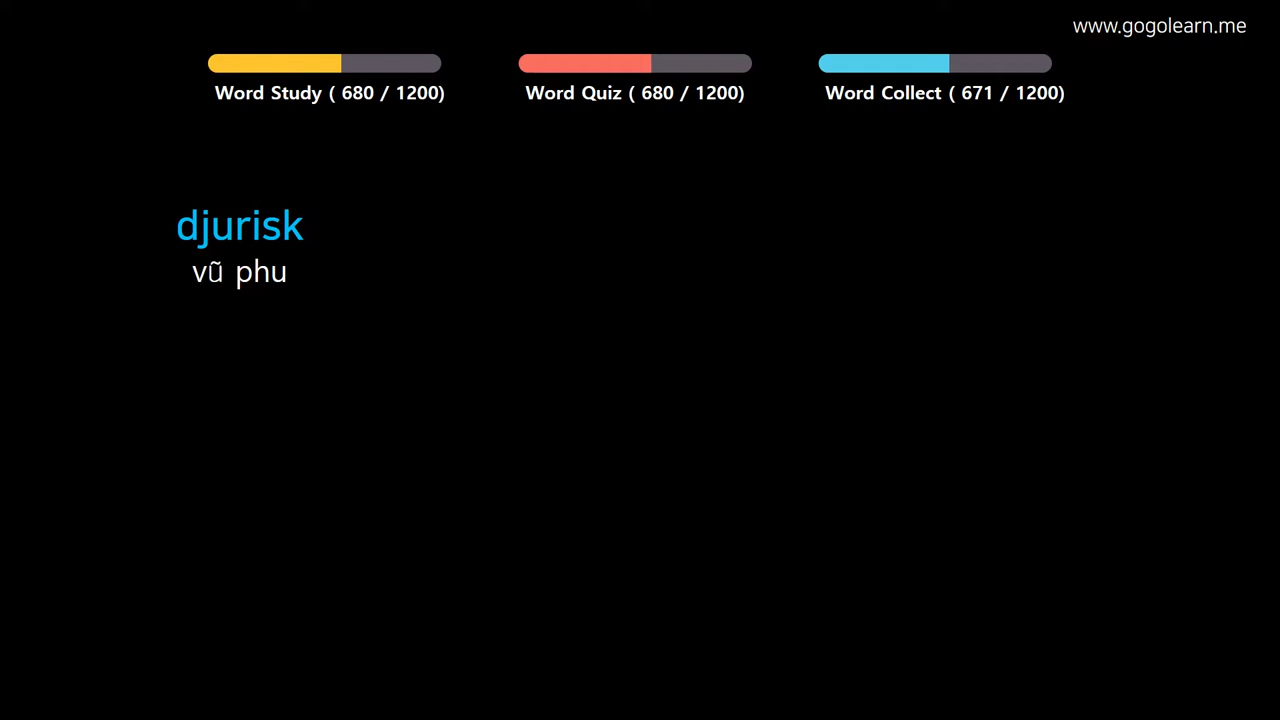 www.gogolearn.me
Word Study ( 680 / 1200)
Word Quiz ( 680 / 1200)
Word Collect ( 671 / 1200)
djurisk
vũ phu